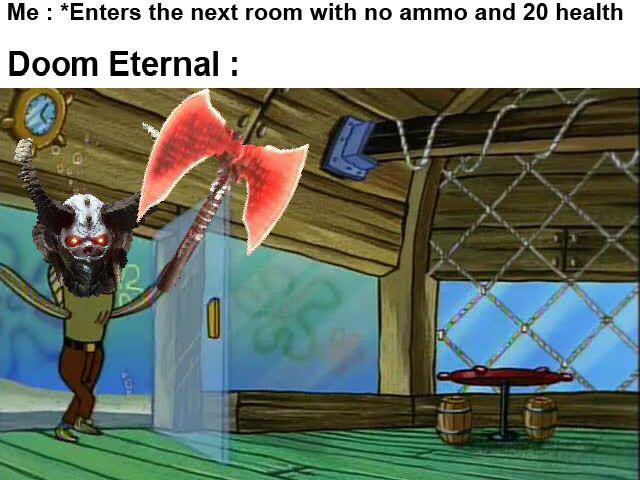 Me : *Enters the next room with no ammo and 20 health
Doom Eternal :